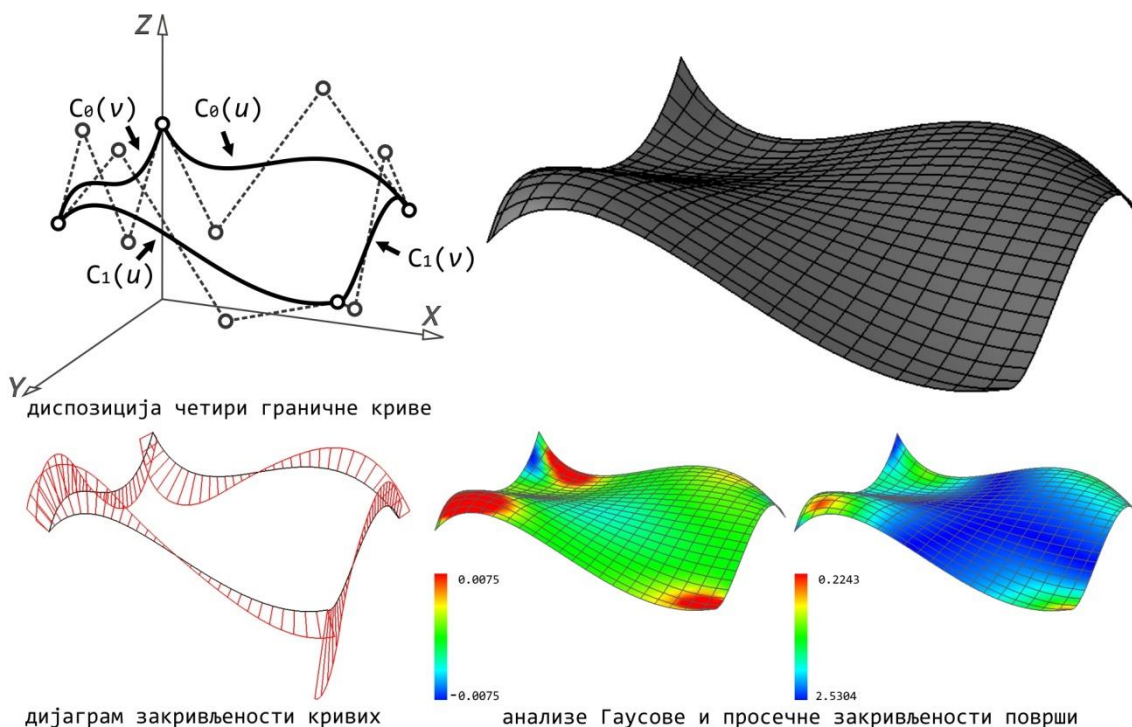 Z
C₀(ν) C₀(u)
C₁(u) C₁(ν)
X
Y
диспозиција четири граничне криве
0.0075 0.2243
-0.0075 2.5304
дијаграм закривљености кривих анализе Гаусове и просечне закривљености површи